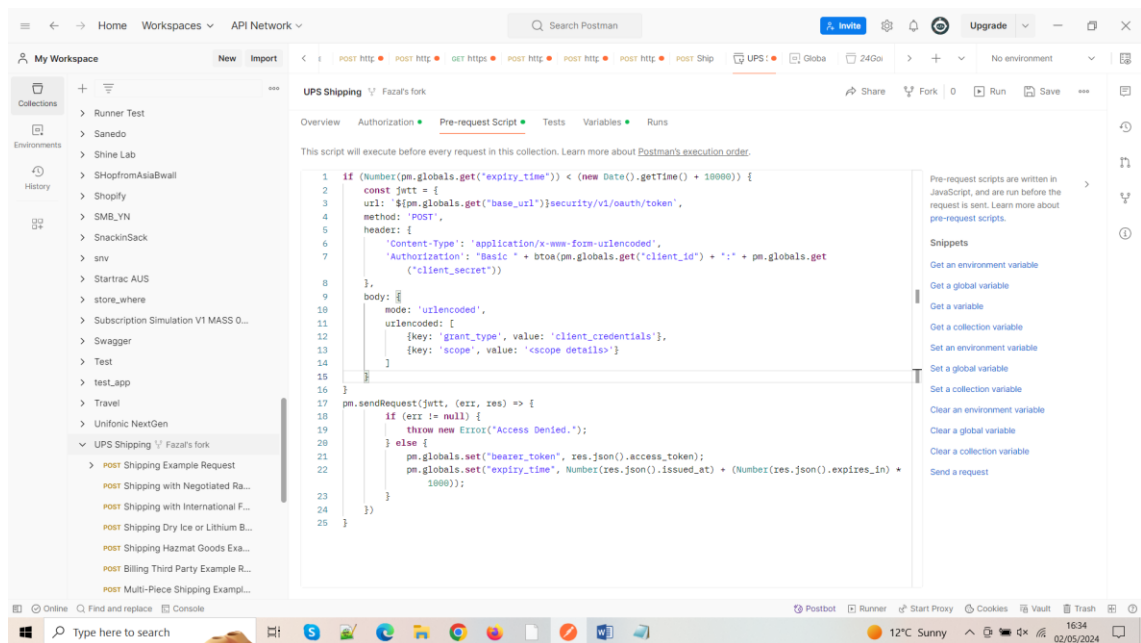 Home Workspaces API Network Search Postman Invite Upgrade
My Workspace New Import POST http POST http GET https POST http POST http POST http POST Ship UPS Globa 24Go No environment
Collections
Environments
History
Runner Test
Sanedo
Shine Lab
SHopfromAsiaBwall
Shopify
SMB_YN
SnackinSack
snv
Startrac AUS
store_where
Subscription Simulation V1 MASS 0...
Swagger
Test
test_app
Travel
Unifonic NextGen
UPS Shipping Fazal's fork
POST Shipping Example Request
POST Shipping with Negotiated Ra...
POST Shipping with International F...
POST Shipping Dry Ice or Lithium B...
POST Shipping Hazmat Goods Exa...
POST Billing Third Party Example R...
POST Multi-Piece Shipping Exampl...
UPS Shipping Fazal's fork Share Fork 0 Run Save
Overview Authorization Pre-request Script Tests Variables Runs
This script will execute before every request in this collection. Learn more about Postman's execution order.
1 if (Number(pm.globals.get("expiry_time")) < (new Date().getTime() + 10000)) {
2 const jwtt = {
3 url: `${pm.globals.get("base_url")}security/v1/oauth/token`,
4 method: 'POST',
5 header: {
6 'Content-Type': 'application/x-www-form-urlencoded',
7 'Authorization': "Basic " + btoa(pm.globals.get("client_id") + ":" + pm.globals.get
("client_secret"))
8 },
9 body: {
10 mode: 'urlencoded',
11 urlencoded: [
12 {key: 'grant_type', value: 'client_credentials'},
13 {key: 'scope', value: '<scope details>'}
14 ]
15 }
16 }
17 pm.sendRequest(jwtt, (err, res) => {
18 if (err != null) {
19 throw new Error("Access Denied.");
20 } else {
21 pm.globals.set("bearer_token", res.json().access_token);
22 pm.globals.set("expiry_time", Number(res.json().issued_at) + (Number(res.json().expires_in) *
1000));
23 }
24 })
25 }
Pre-request scripts are written in
JavaScript, and are run before the
request is sent. Learn more about
pre-request scripts.
Snippets
Get an environment variable
Get a global variable
Get a variable
Get a collection variable
Set an environment variable
Set a global variable
Set a collection variable
Clear an environment variable
Clear a global variable
Clear a collection variable
Send a request
Online Find and replace Console Postbot Runner Start Proxy Cookies Vault Trash
Type here to search 12°C Sunny 16:34
02/05/2024